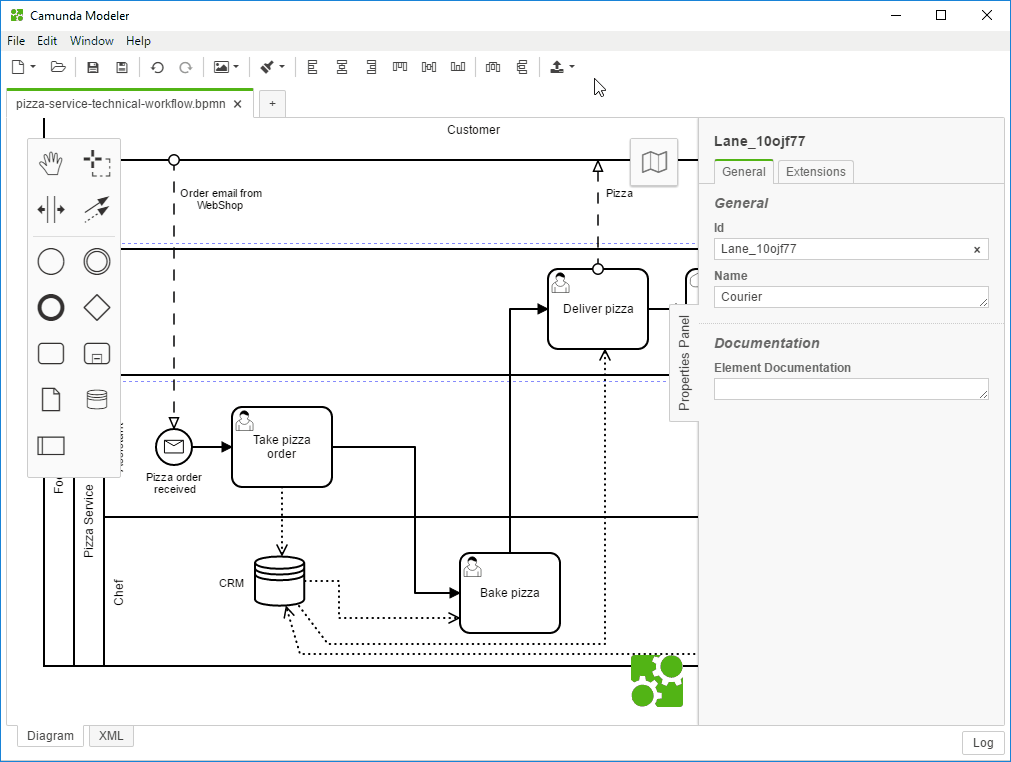 Camunda Modeler
File Edit Window Help
pizza-service-technical-workflow.bpmn ×
+
Customer
Order email from
WebShop
Pizza
Deliver pizza
Take pizza
order
Pizza order
received
Pizza Service
Chef
CRM
Bake pizza
Properties Panel
Lane_10ojf77
General
Extensions
General
Id
Lane_10ojf77 ×
Name
Courier
Documentation
Element Documentation
Diagram
XML
Log